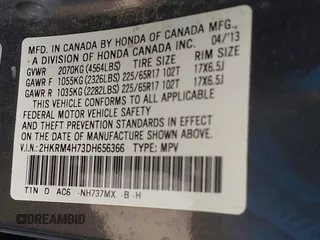 MFD. IN CANADA BY HONDA OF CANADA MFG.,
· A DIVISION OF HONDA CANADA INC. 04/'13
GVWR 2070KG (4564LBS) TIRE SIZE RIM SIZE
GAWR F 1055KG (2326LBS) 225/65R17 102T 17X6.5J
GAWR R 1035KG (2282LBS) 225/65R17 102T 17X6.5J
THIS VEHICLE CONFORMS TO ALL APPLICABLE
FEDERAL MOTOR VEHICLE SAFETY STANDARDS IN EFFECT
ON THE DATE OF MANUFACTURE SHOWN ABOVE.
V.I.N.: 2HKRM4H73DH656366 TYPE: MPV
T1N D AC6 -NH737MX -B -H
DREAMBID